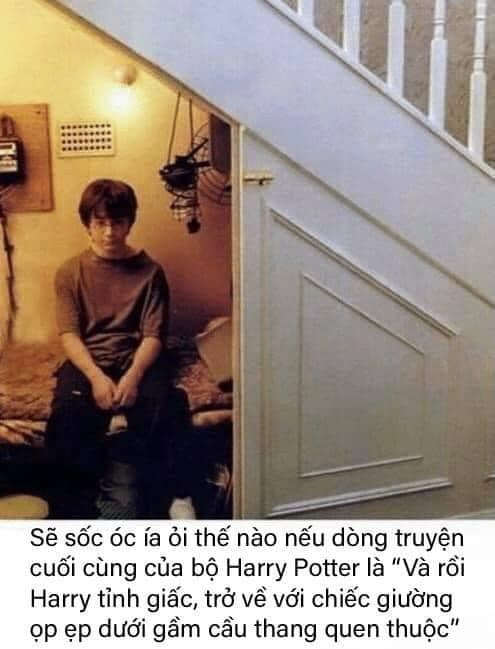 Sẽ sốc óc ía ỏi thế nào nếu dòng truyện
cuối cùng của bộ Harry Potter là "Và rồi
Harry tỉnh giấc, trở về với chiếc giường
ọp ẹp dưới gầm cầu thang quen thuộc"